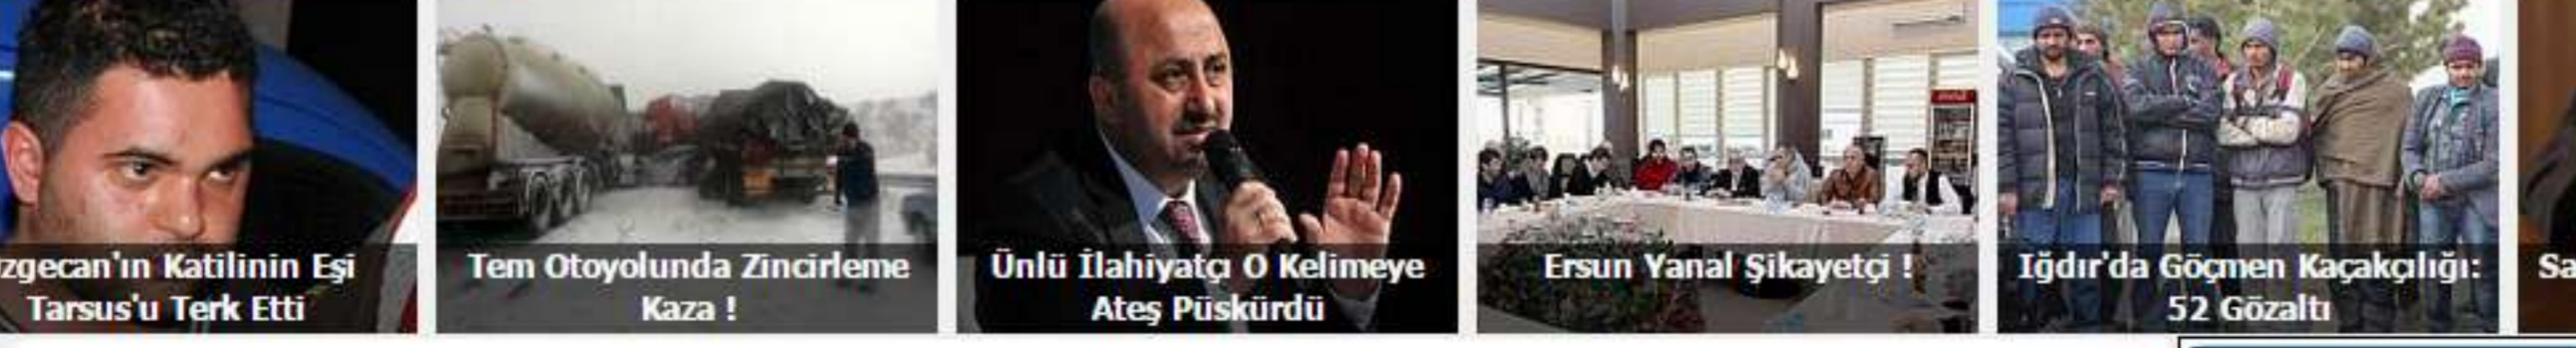 zgecan'ın Katilinin Eşi
Tarsus'u Terk Etti
Tem Otoyolunda Zincirleme
Kaza !
Ünlü İlahiyatçı O Kelimeye
Ateş Püskürdü
Ersun Yanal Şikayetçi !
Iğdır'da Göçmen Kaçakçılığı:
52 Gözaltı
Sa